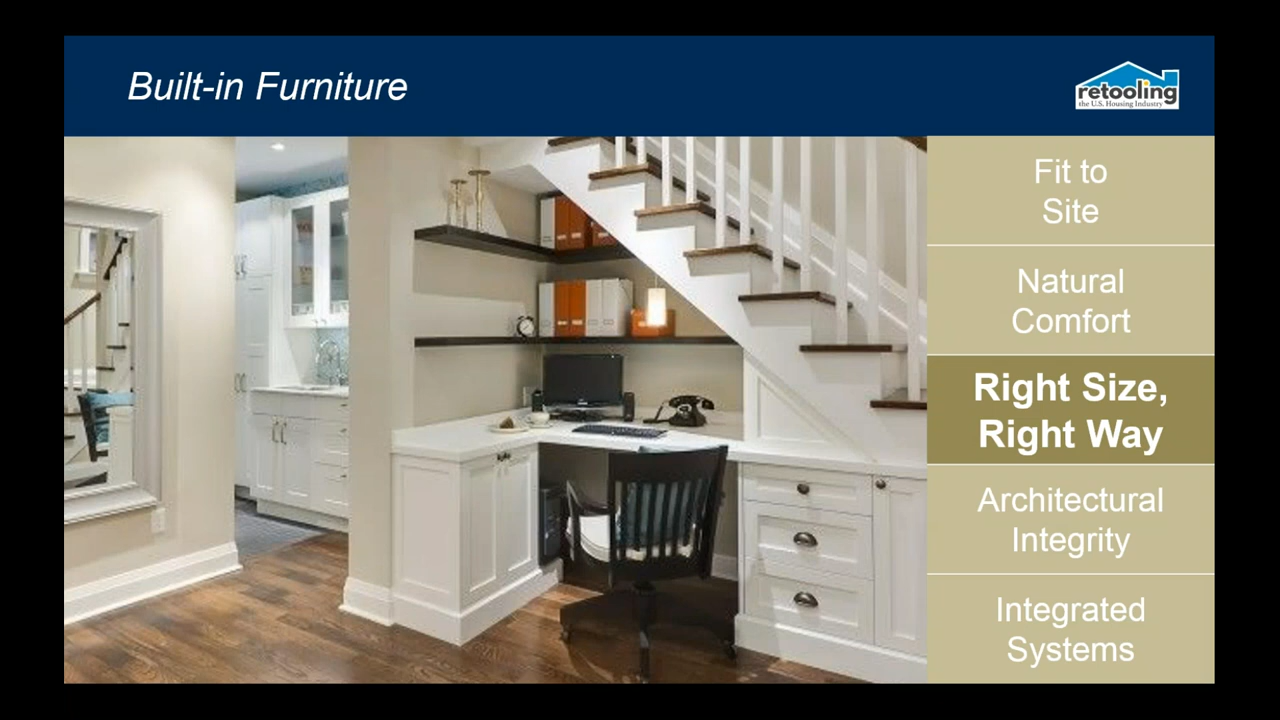 Built-in Furniture
retooling
the U.S. Housing Industry
Fit to
Site
Natural
Comfort
Right Size,
Right Way
Architectural
Integrity
Integrated
Systems